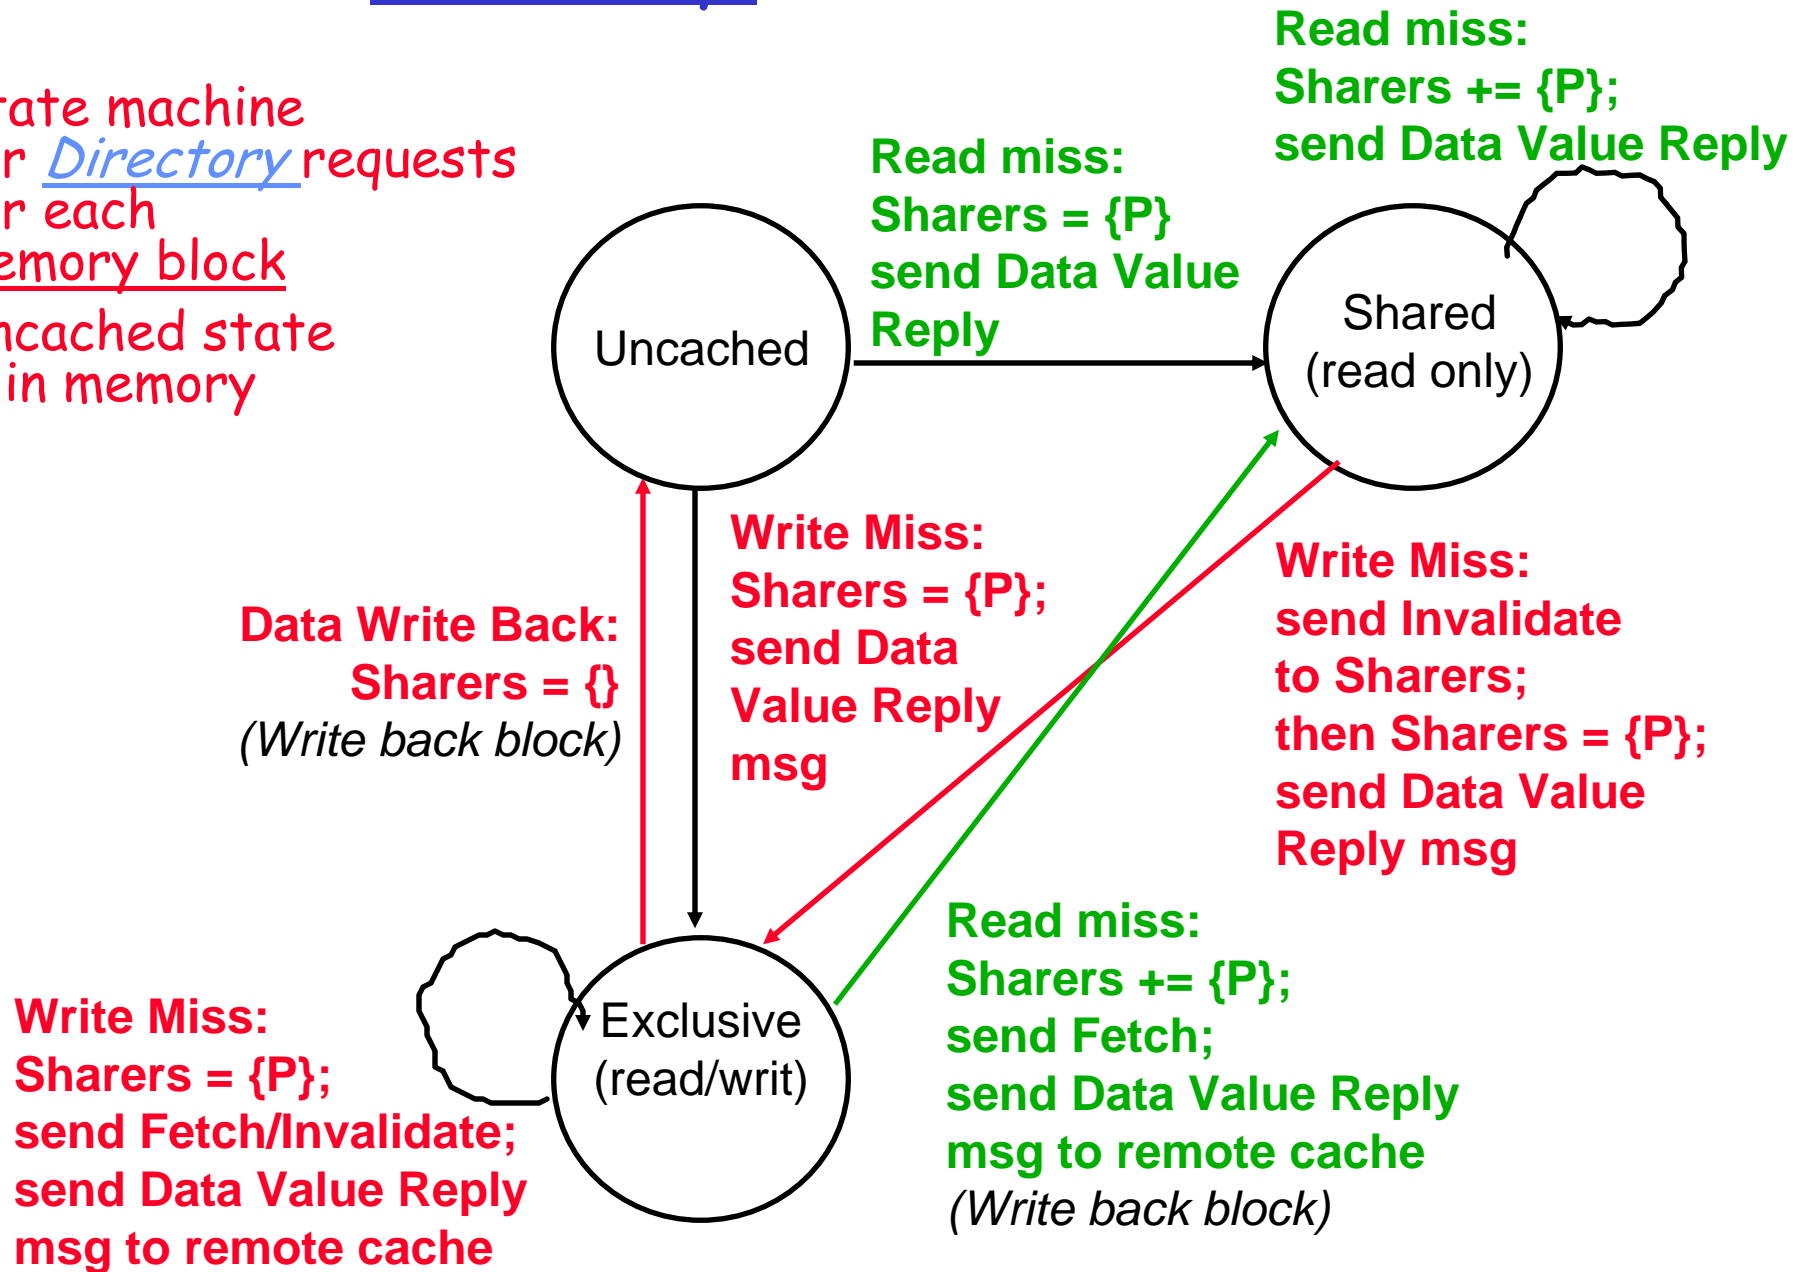 tate machine
r Directory requests
r each
emory block
ncached state
in memory
Read miss:
Sharers += {P};
send Data Value Reply
Read miss:
Sharers = {P}
send Data Value
Reply
Uncached
Shared
(read only)
Write Miss:
Sharers = {P};
send Data
Value Reply
msg
Data Write Back:
Sharers = {}
(Write back block)
Write Miss:
send Invalidate
to Sharers;
then Sharers = {P};
send Data Value
Reply msg
Read miss:
Sharers += {P};
send Fetch;
send Data Value Reply
msg to remote cache
(Write back block)
Exclusive
(read/writ)
Write Miss:
Sharers = {P};
send Fetch/Invalidate;
send Data Value Reply
msg to remote cache